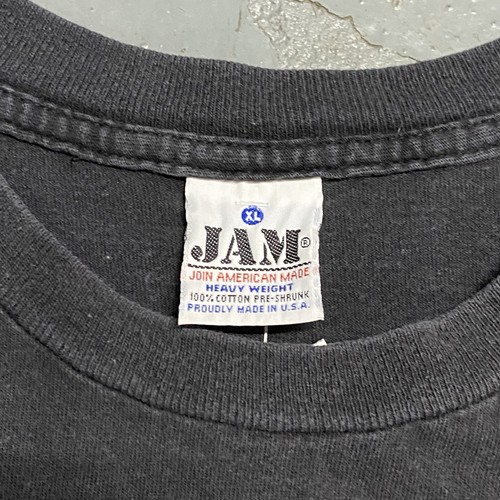 XL
JAM®
JOIN AMERICAN MADE
HEAVY WEIGHT
100% COTTON PRE-SHRUNK
PROUDLY MADE IN U.S.A.